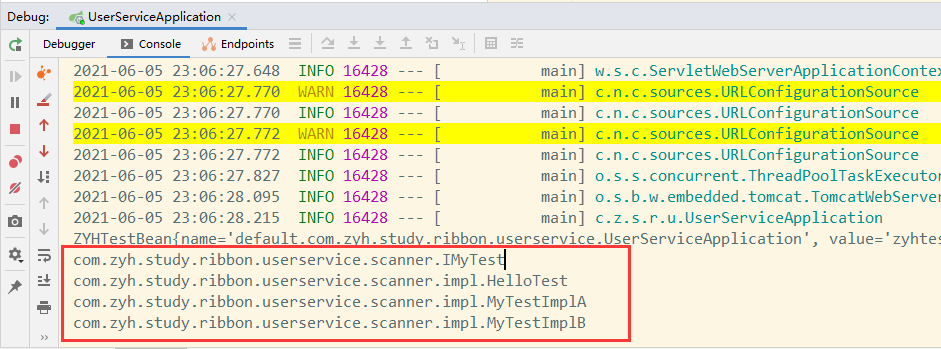 Debug: UserServiceApplication ×
Debugger Console Endpoints
2021-06-05 23:06:27.648 INFO 16428 --- [ main] w.s.c.ServletWebServerApplicationContex
2021-06-05 23:06:27.770 WARN 16428 --- [ main] c.n.c.sources.URLConfigurationSource
2021-06-05 23:06:27.770 INFO 16428 --- [ main] c.n.c.sources.URLConfigurationSource
2021-06-05 23:06:27.772 WARN 16428 --- [ main] c.n.c.sources.URLConfigurationSource
2021-06-05 23:06:27.772 INFO 16428 --- [ main] c.n.c.sources.URLConfigurationSource
2021-06-05 23:06:27.827 INFO 16428 --- [ main] o.s.s.concurrent.ThreadPoolTaskExecutor
2021-06-05 23:06:28.095 INFO 16428 --- [ main] o.s.b.w.embedded.tomcat.TomcatWebServer
2021-06-05 23:06:28.215 INFO 16428 --- [ main] c.z.s.r.u.UserServiceApplication
ZYHTestBean{name='default.com.zyh.study.ribbon.userservice.UserServiceApplication', value='zyhtes
com.zyh.study.ribbon.userservice.scanner.IMyTest
com.zyh.study.ribbon.userservice.scanner.impl.HelloTest
com.zyh.study.ribbon.userservice.scanner.impl.MyTestImplA
com.zyh.study.ribbon.userservice.scanner.impl.MyTestImplB